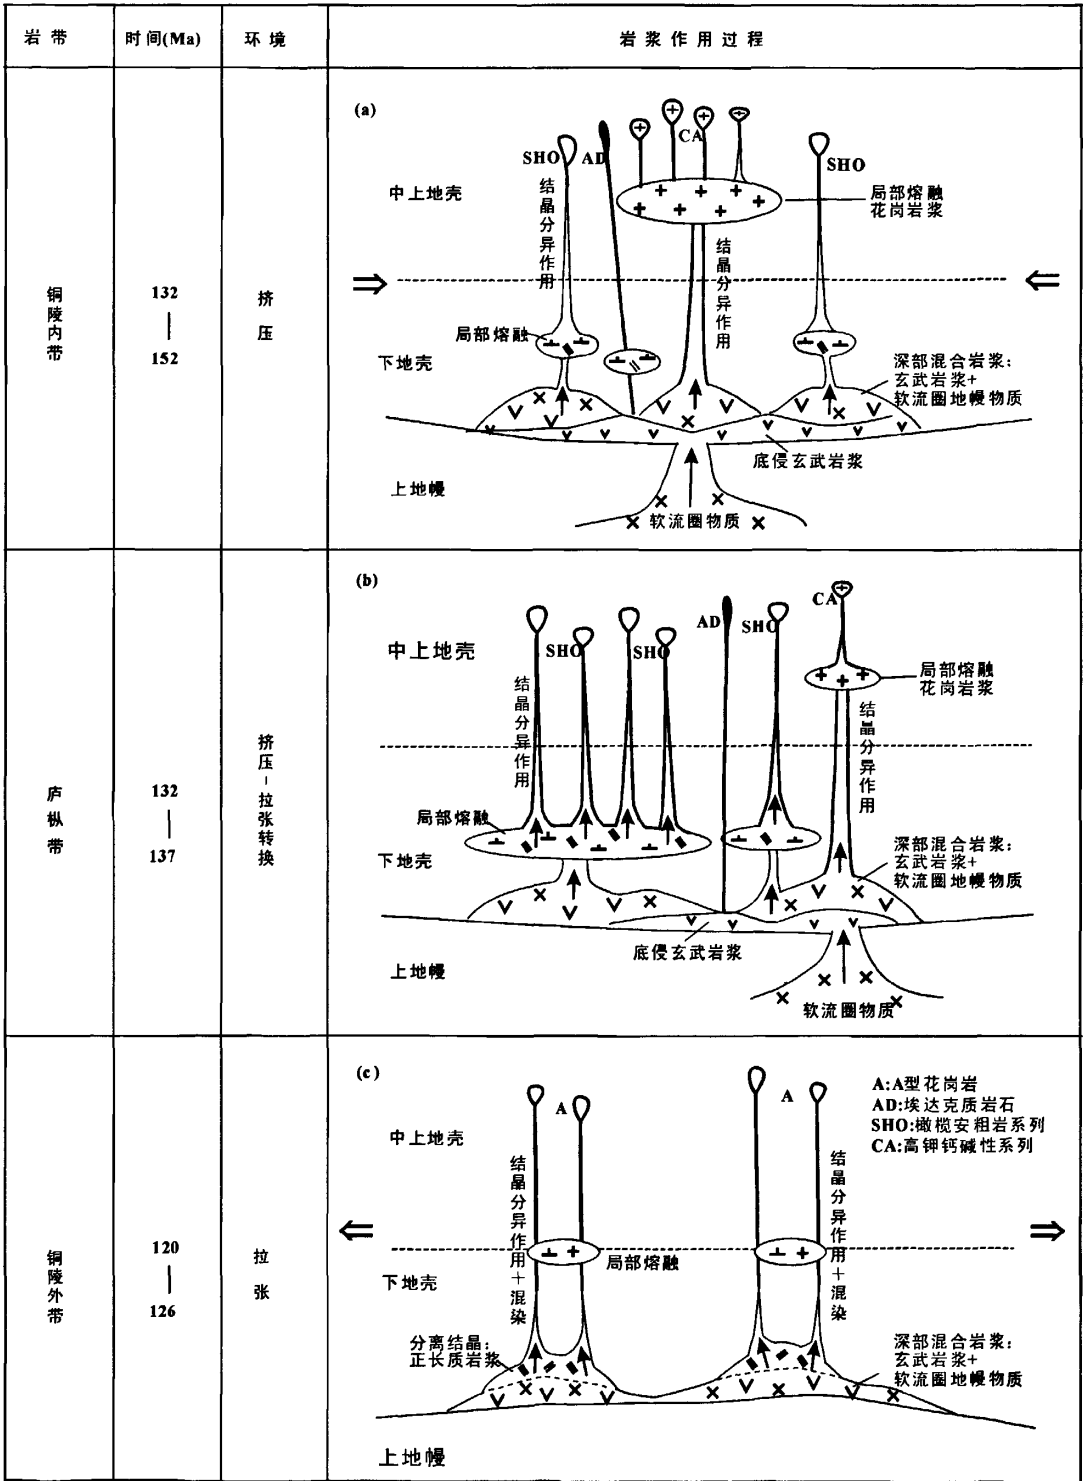 岩带
时间(Ma)
环境
岩浆作用过程
铜陵内带
132
152
挤压
(a)
SHO
AD
CA
SHO
中上地壳
结晶分异作用
结晶分异作用
局部熔融
花岗岩浆
局部熔融
下地壳
深部混合岩浆:
玄武岩浆+
软流圈地幔物质
底侵玄武岩浆
上地幔
软流圈物质
庐枞带
132
137
挤压-拉张转换
(b)
CA
AD
SHO
SHO
SHO
中上地壳
局部熔融
花岗岩浆
结晶分异作用
结晶分异作用
局部熔融
下地壳
深部混合岩浆:
玄武岩浆+
软流圈地幔物质
底侵玄武岩浆
上地幔
软流圈物质
铜陵外带
120
126
拉张
(c)
A
A
A:A型花岗岩
AD:埃达克质岩石
SHO:橄榄安粗岩系列
CA:高钾钙碱性系列
中上地壳
结晶分异作用+混染
结晶分异作用+混染
局部熔融
下地壳
分离结晶:
正长质岩浆
深部混合岩浆:
玄武岩浆+
软流圈地幔物质
上地幔